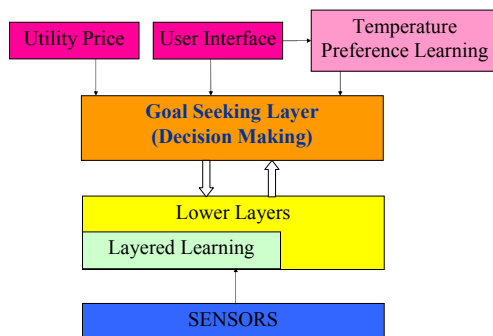 Utility Price
User Interface
Temperature
Preference Learning
Goal Seeking Layer
(Decision Making)
Lower Layers
Layered Learning
SENSORS